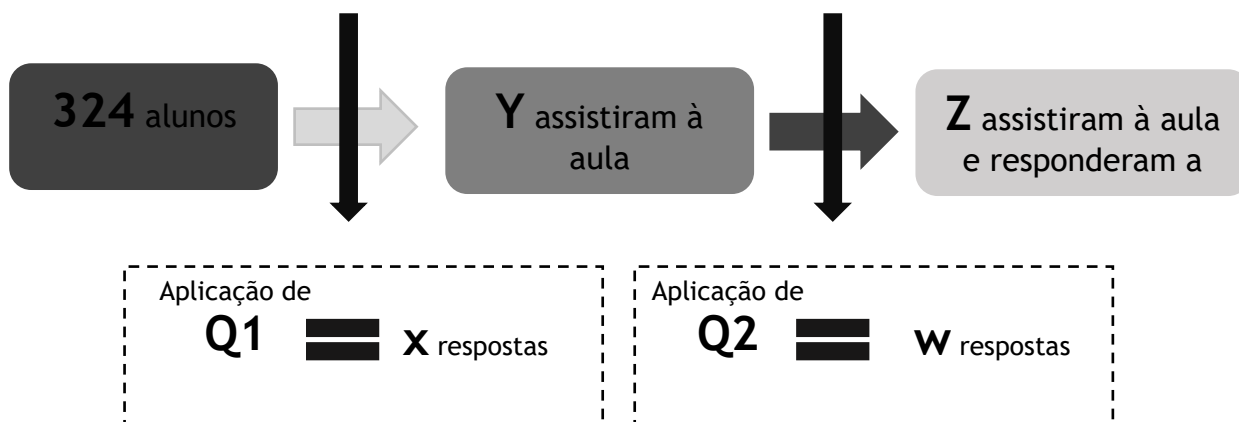 324 alunos
Y assistiram à
aula
Z assistiram à aula
e responderam a
Aplicação de
Q1 x respostas
Aplicação de
Q2 w respostas